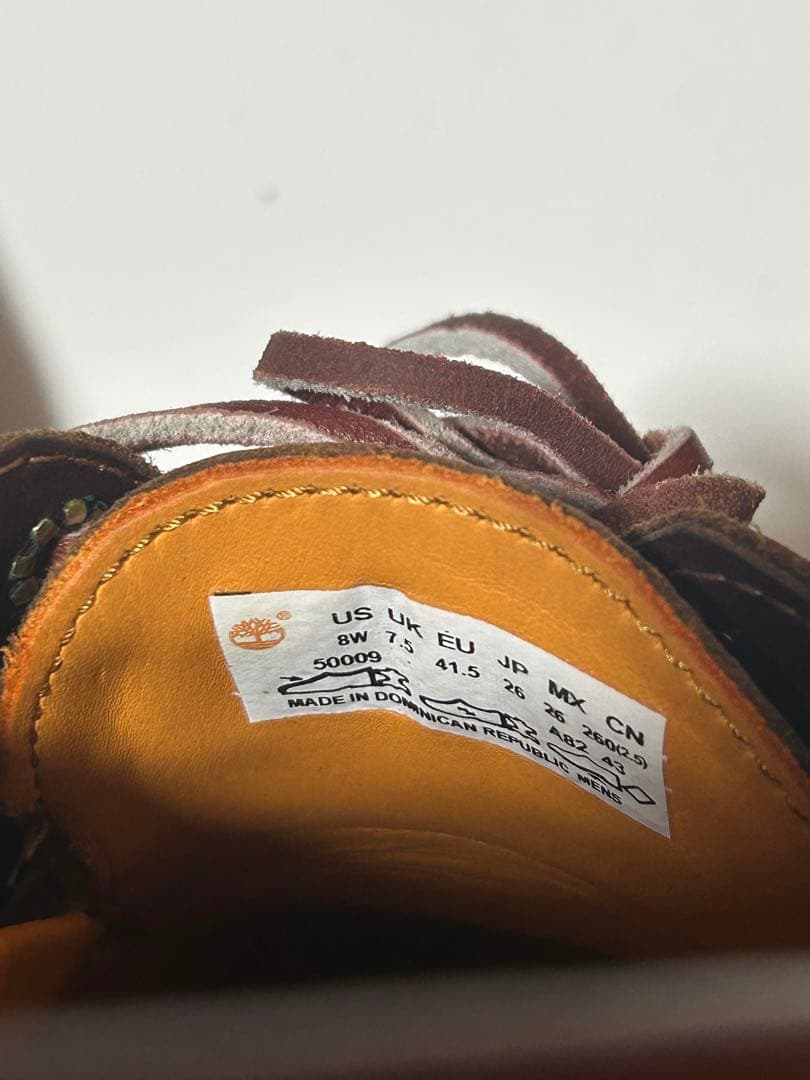 US UK EU JP MX CN
8W 7.5 41.5 26 26 260(2.5)
50009 A82 43
MADE IN DOMINICAN REPUBLIC MENS
®